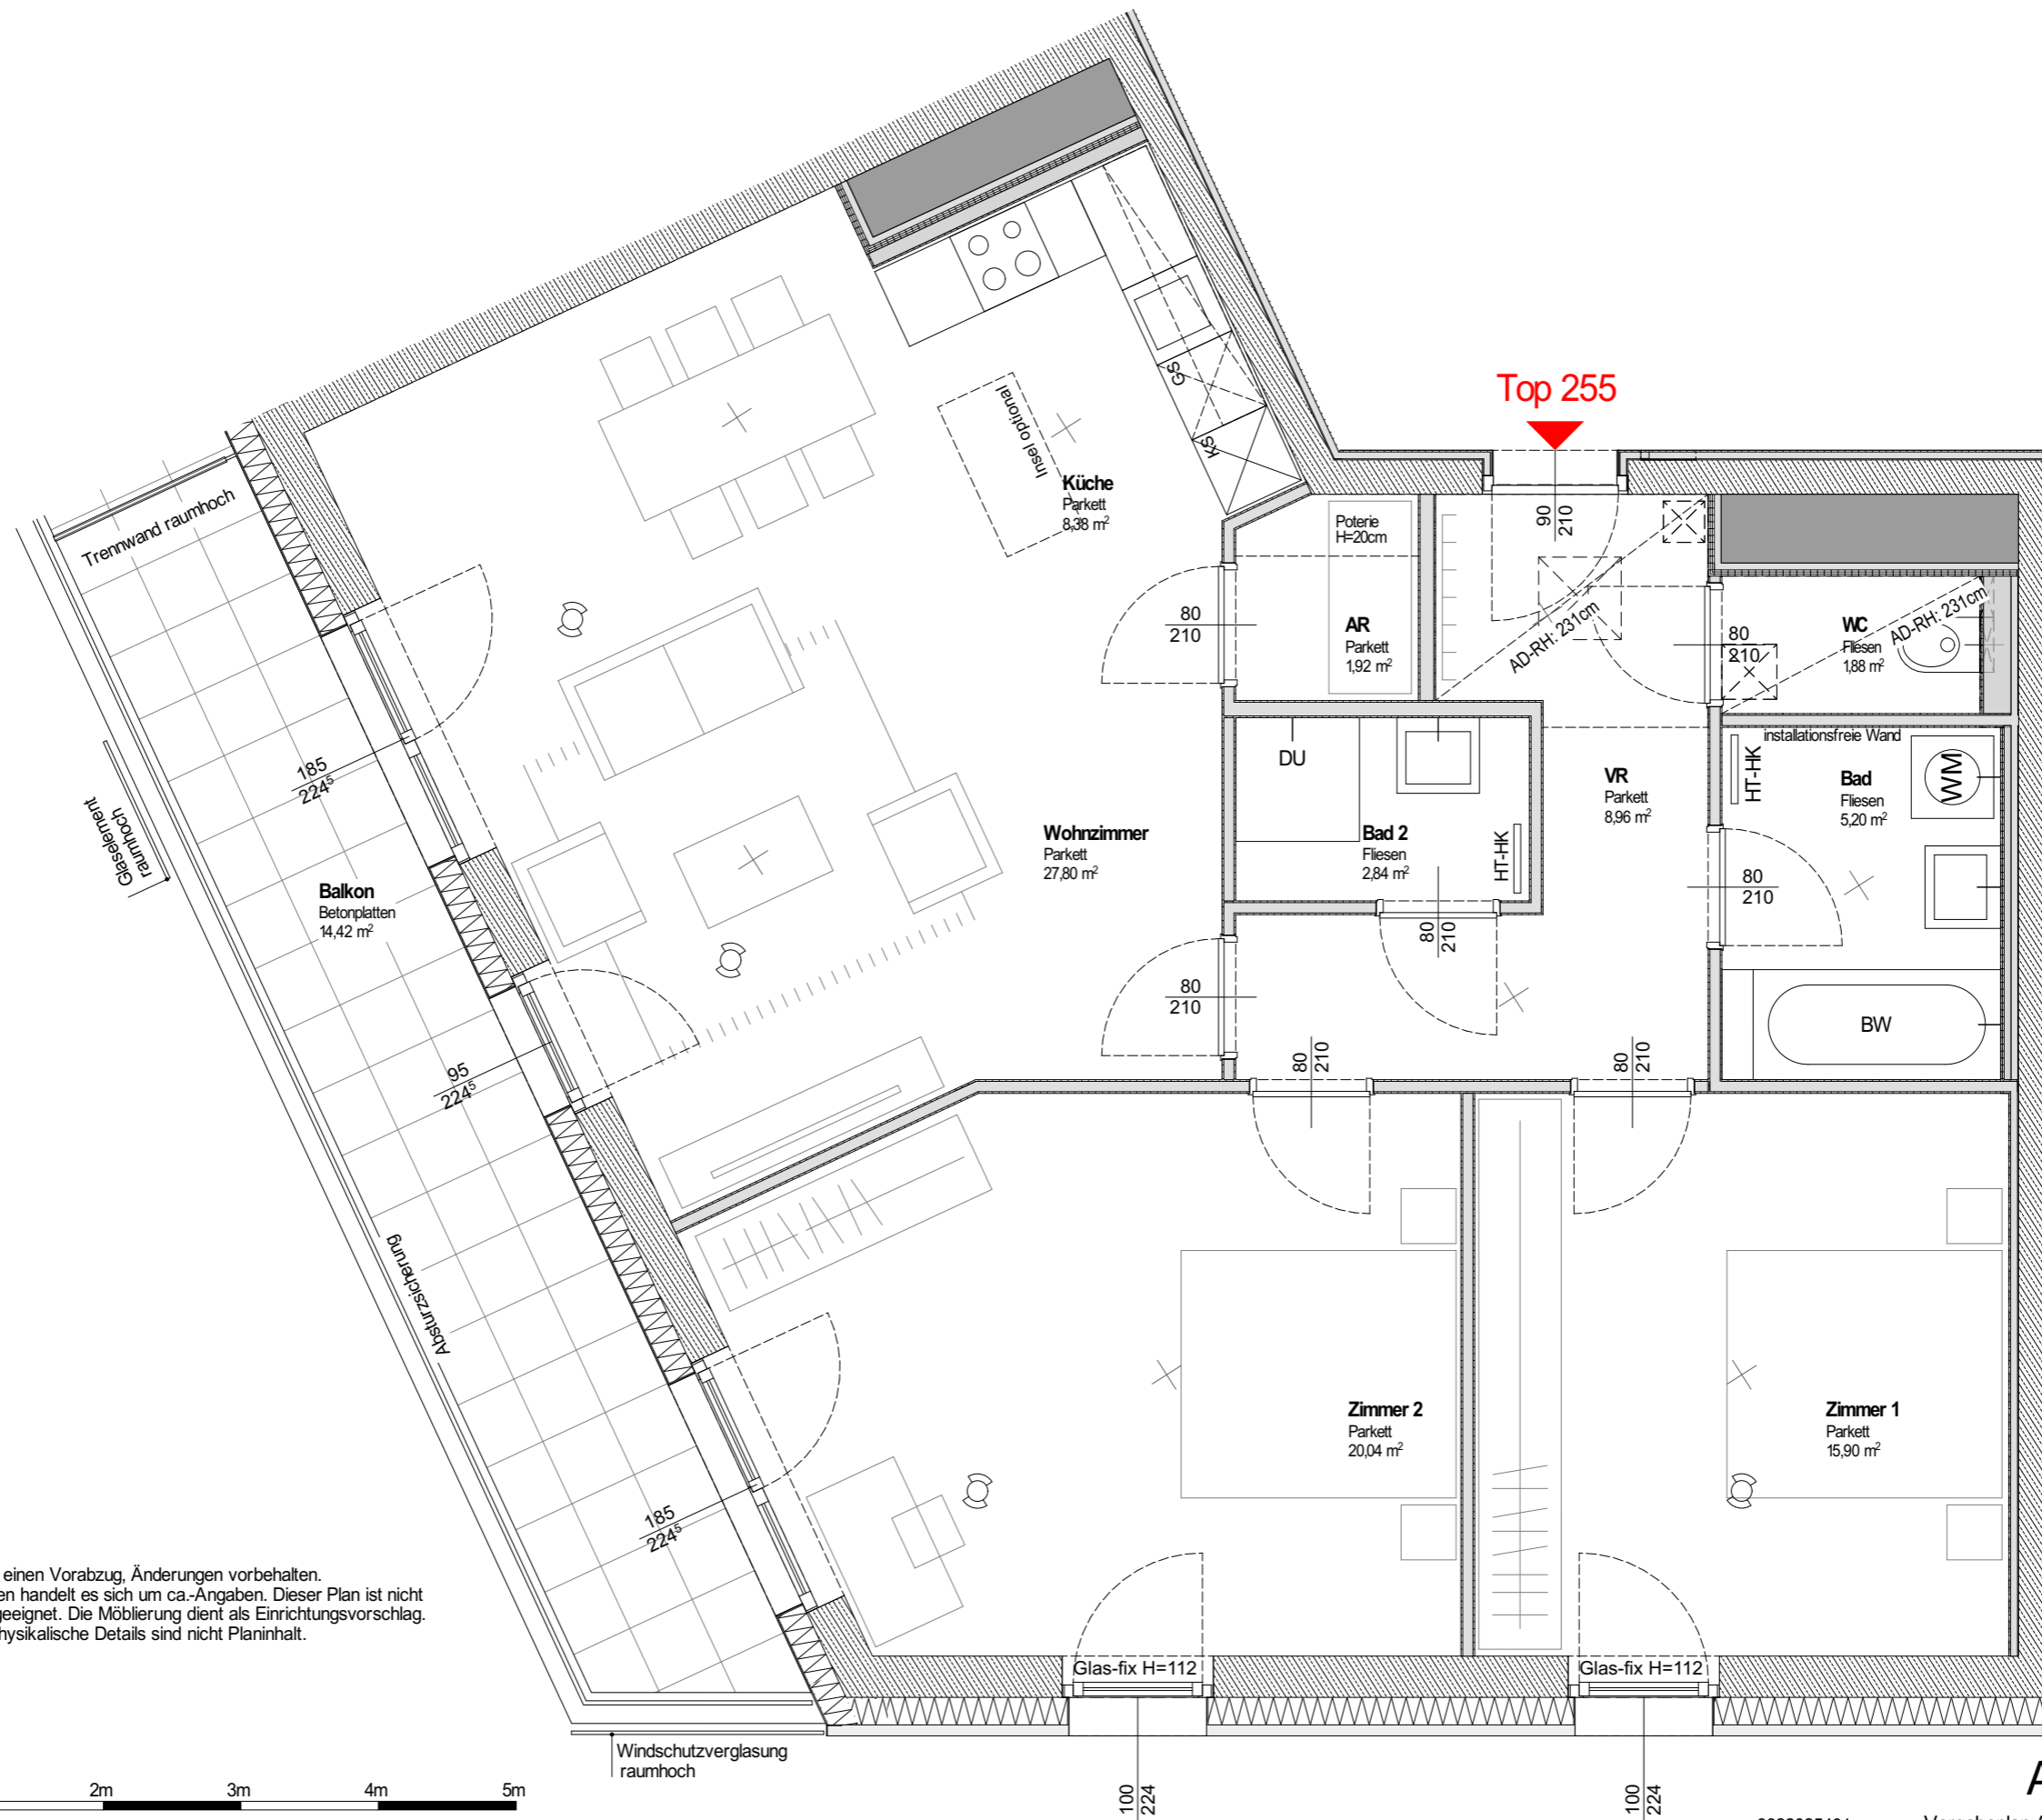 Top 255
Trennwand raumhoch
Insel optional
GS
KS
Küche
Parkett
8,38 m²
Poterie
H=20cm
90
210
AD-RH: 231cm
80
210
AR
Parkett
1,92 m²
80
210
WC
Fliesen
1,88 m²
AD-RH: 231cm
installationsfreie Wand
HT-HK
WM
Bad
Fliesen
5,20 m²
DU
VR
Parkett
8,96 m²
185
224⁵
Glaselement
raumhoch
Wohnzimmer
Parkett
27,80 m²
Bad 2
Fliesen
2,84 m²
HT-HK
80
210
Balkon
Betonplatten
14,42 m²
80
210
80
210
BW
95
224⁵
80
210
80
210
Absturzsicherung
Zimmer 2
Parkett
20,04 m²
Zimmer 1
Parkett
15,90 m²
185
224⁵
einen Vorabzug, Änderungen vorbehalten.
en handelt es sich um ca.-Angaben. Dieser Plan ist nicht
geeignet. Die Möblierung dient als Einrichtungsvorschlag.
hysikalische Details sind nicht Planinhalt.
Glas-fix H=112
Glas-fix H=112
Windschutzverglasung
raumhoch
2m 3m 4m 5m
100
224
100
224
A